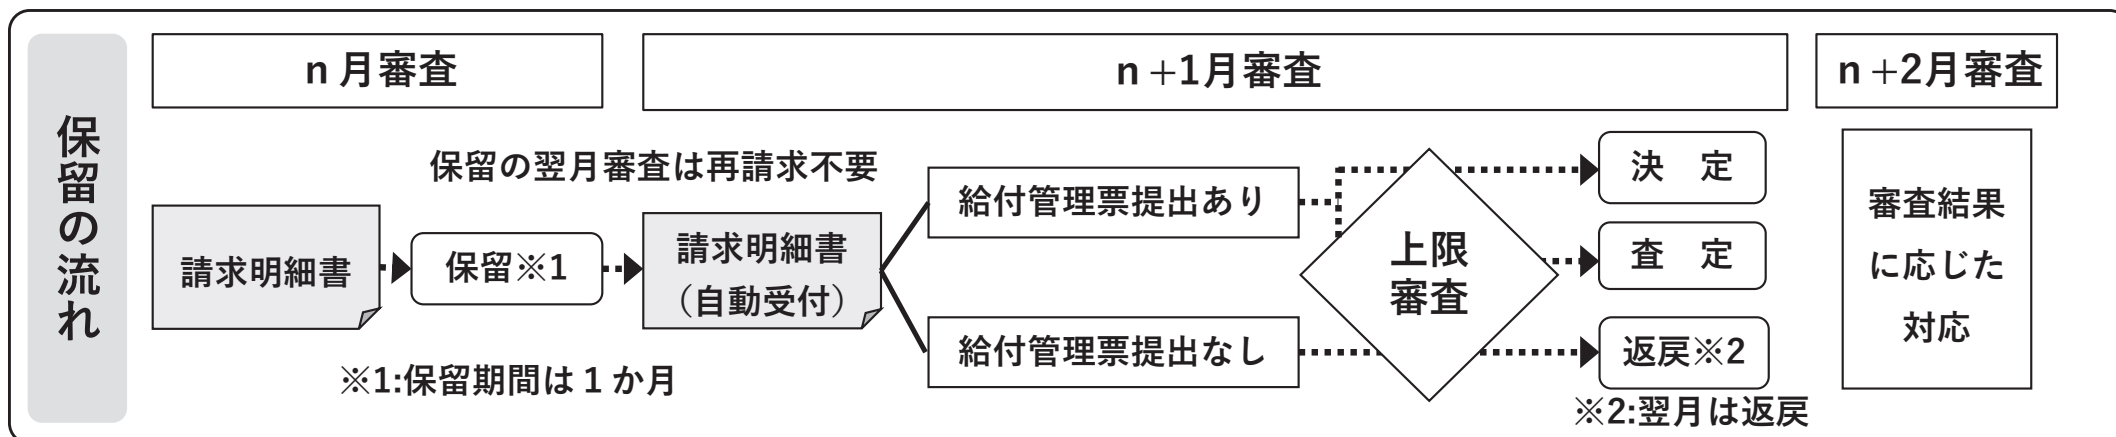 保留の流れ
n 月審査
n +1月審査
n +2月審査
保留の翌月審査は再請求不要
請求明細書
保留※1
請求明細書
（自動受付）
給付管理票提出あり
給付管理票提出なし
上限
審査
決　定
査　定
返戻※2
審査結果
に応じた
対応
※1:保留期間は 1 か月
※2:翌月は返戻